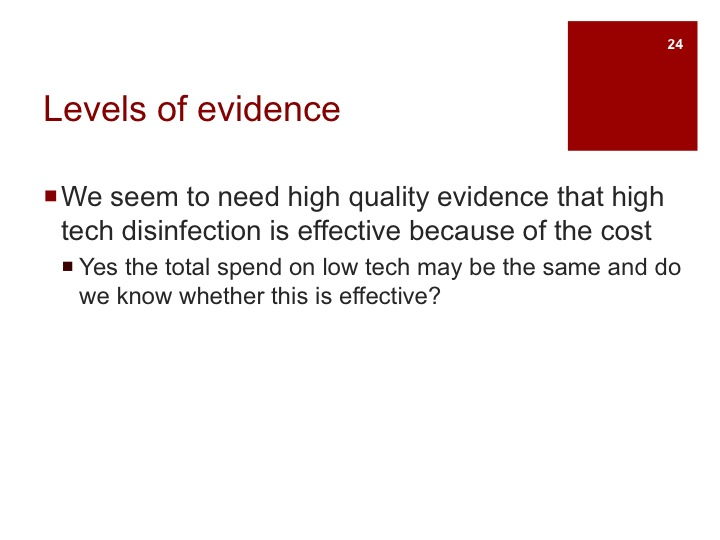 24
Levels of evidence
We seem to need high quality evidence that high
tech disinfection is effective because of the cost
Yes the total spend on low tech may be the same and do
we know whether this is effective?